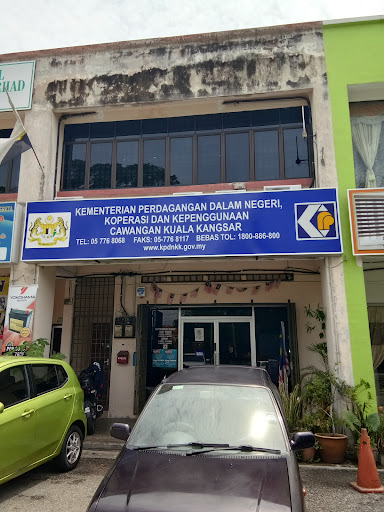 KEMENTERIAN PERDAGANGAN DALAM NEGERI,
KOPERASI DAN KEPENGGUNAAN
CAWANGAN KUALA KANGSAR
TEL: 05 776 8068 FAKS: 05-776 8117 BEBAS TOL: 1800-886-800
www.kpdnkk.gov.my
YOKOHAMA